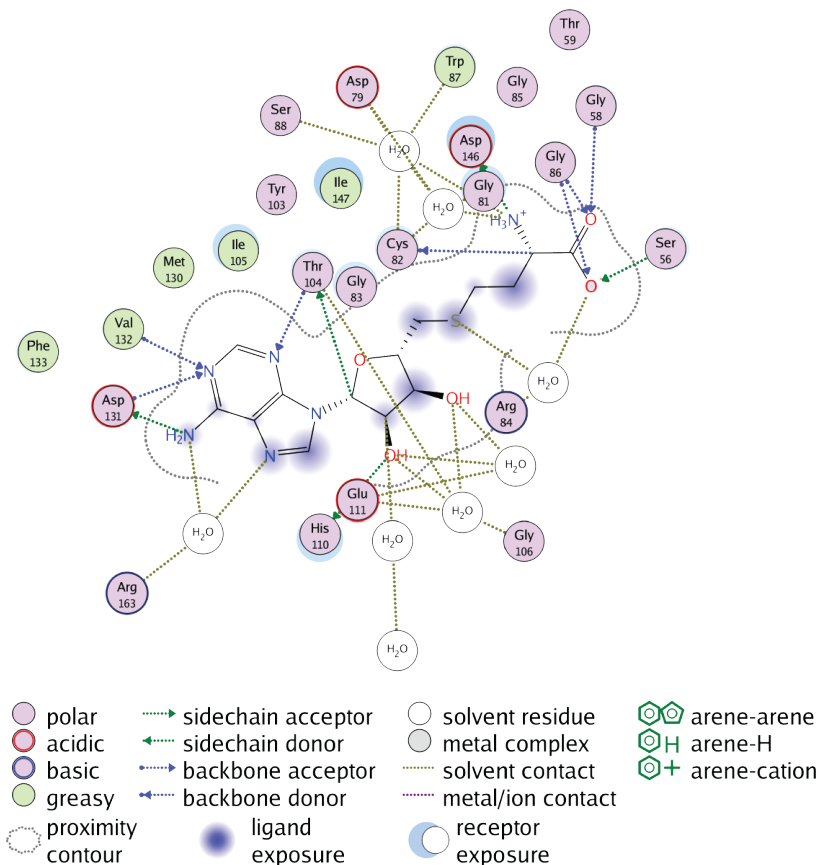 Thr
59
Trp
87
Asp
79
Gly
85
Gly
58
Ser
88
Asp
146
H₂O
Gly
86
Ile
147
Gly
81
Tyr
103
H₂O
H₃N⁺
O
Ile
105
Cys
82
Ser
56
Met
130
Thr
104
Gly
83
O
Val
132
S
Phe
133
N
N
O
H₂O
Asp
131
OH
Arg
84
N
H₂N
N
OH
H₂O
Glu
111
H₂O
His
110
H₂O
H₂O
Gly
106
Arg
163
H₂O
polar sidechain acceptor solvent residue arene-arene
acidic sidechain donor metal complex H arene-H
basic backbone acceptor solvent contact + arene-cation
greasy backbone donor metal/ion contact
proximity ligand receptor
contour exposure exposure